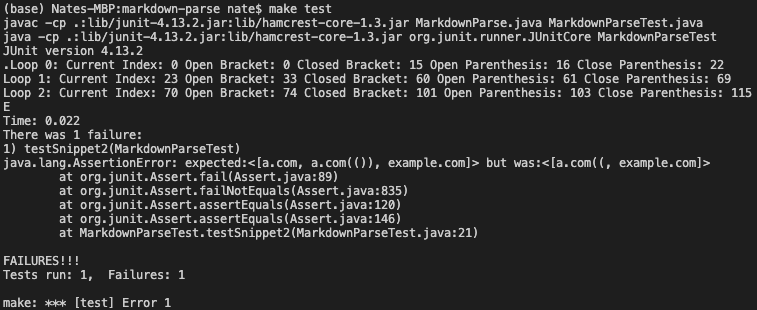 (base) Nates-MBP:markdown-parse nate$ make test
javac -cp .:lib/junit-4.13.2.jar:lib/hamcrest-core-1.3.jar MarkdownParse.java MarkdownParseTest.java
java -cp .:lib/junit-4.13.2.jar:lib/hamcrest-core-1.3.jar org.junit.runner.JUnitCore MarkdownParseTest
JUnit version 4.13.2
.Loop 0: Current Index: 0 Open Bracket: 0 Closed Bracket: 15 Open Parenthesis: 16 Close Parenthesis: 22
Loop 1: Current Index: 23 Open Bracket: 33 Closed Bracket: 60 Open Parenthesis: 61 Close Parenthesis: 69
Loop 2: Current Index: 70 Open Bracket: 74 Closed Bracket: 101 Open Parenthesis: 103 Close Parenthesis: 115
E
Time: 0.022
There was 1 failure:
1) testSnippet2(MarkdownParseTest)
java.lang.AssertionError: expected:<[a.com, a.com(()), example.com]> but was:<[a.com((, example.com]>
        at org.junit.Assert.fail(Assert.java:89)
        at org.junit.Assert.failNotEquals(Assert.java:835)
        at org.junit.Assert.assertEquals(Assert.java:120)
        at org.junit.Assert.assertEquals(Assert.java:146)
        at MarkdownParseTest.testSnippet2(MarkdownParseTest.java:21)

FAILURES!!!
Tests run: 1,  Failures: 1

make: *** [test] Error 1